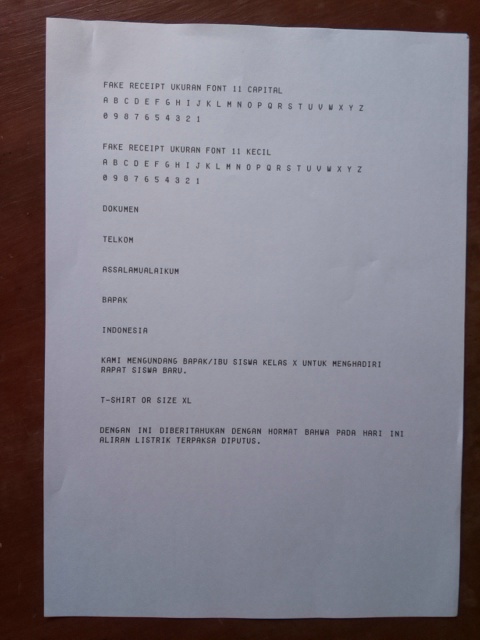 FAKE RECEIPT UKURAN FONT 11 CAPITAL
A B C D E F G H I J K L M N O P Q R S T U V W X Y Z
0 9 8 7 6 5 4 3 2 1
FAKE RECEIPT UKURAN FONT 11 KECIL
A B C D E F G H I J K L M N O P Q R S T U V W X Y Z
0 9 8 7 6 5 4 3 2 1
DOKUMEN
TELKOM
ASSALAMUALAIKUM
BAPAK
INDONESIA
KAMI MENGUNDANG BAPAK/IBU SISWA KELAS X UNTUK MENGHADIRI
RAPAT SISWA BARU.
T-SHIRT OR SIZE XL
DENGAN INI DIBERITAHUKAN DENGAN HORMAT BAHWA PADA HARI INI
ALIRAN LISTRIK TERPAKSA DIPUTUS.